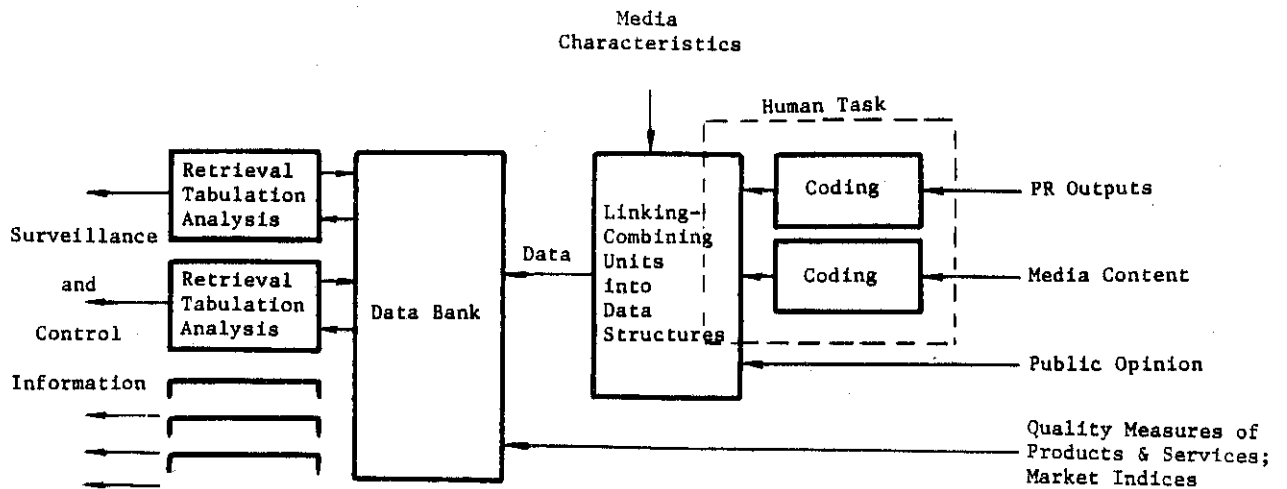 Media
Characteristics
Human Task
Retrieval
Tabulation
Analysis
Coding
PR Outputs
Surveillance
Linking-
Combining
Units
into
Data
Structures
Data
Coding
Media Content
and
Retrieval
Tabulation
Analysis
Data Bank
Control
Public Opinion
Information
Quality Measures of
Products & Services;
Market Indices